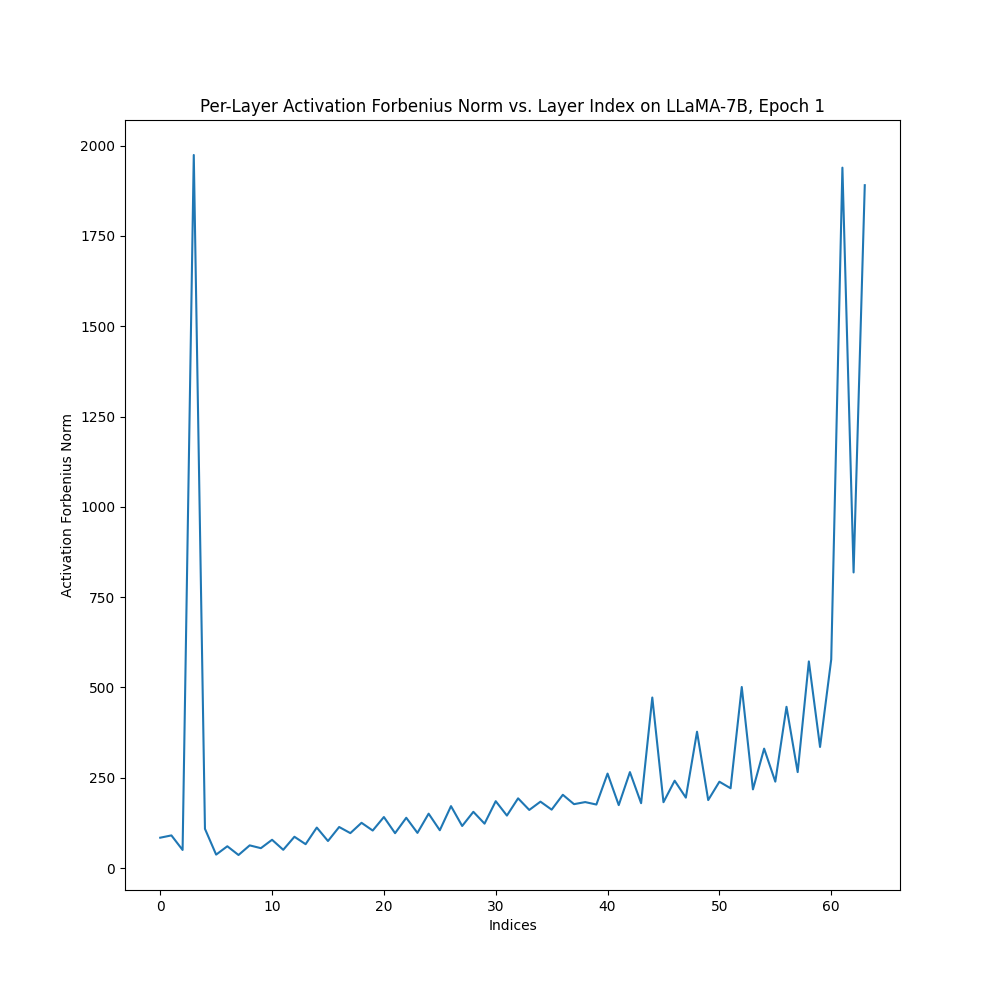 Per-Layer Activation Forbenius Norm vs. Layer Index on LLaMA-7B, Epoch 1
2000
1750
1500
1250
1000
750
500
250
0
Activation Forbenius Norm
0 10 20 30 40 50 60
Indices